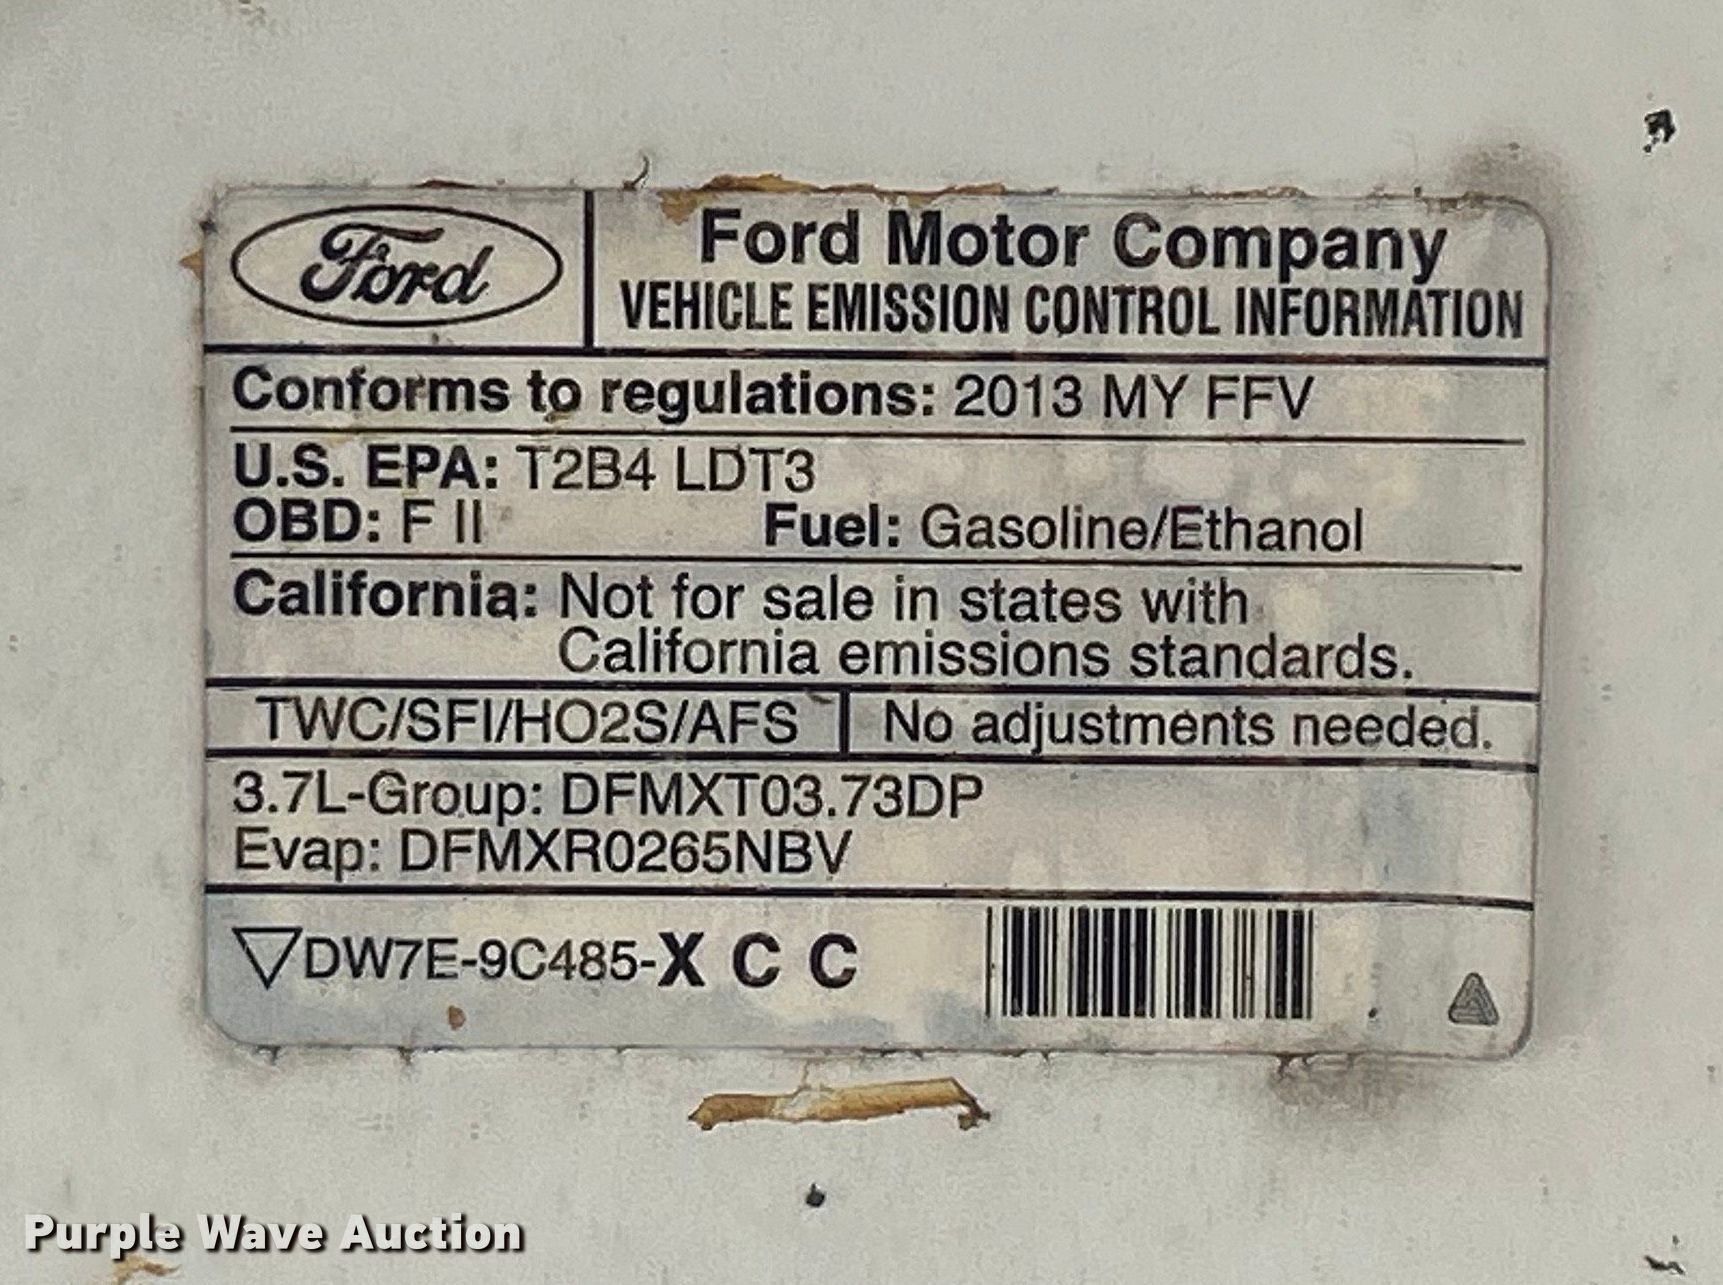 Ford
Ford Motor Company
VEHICLE EMISSION CONTROL INFORMATION
Conforms to regulations: 2013 MY FFV
U.S. EPA: T2B4 LDT3
OBD: F II Fuel: Gasoline/Ethanol
California: Not for sale in states with
California emissions standards.
TWC/SFI/HO2S/AFS No adjustments needed.
3.7L-Group: DFMXT03.73DP
Evap: DFMXR0265NBV
DW7E-9C485-X C C
Purple Wave Auction